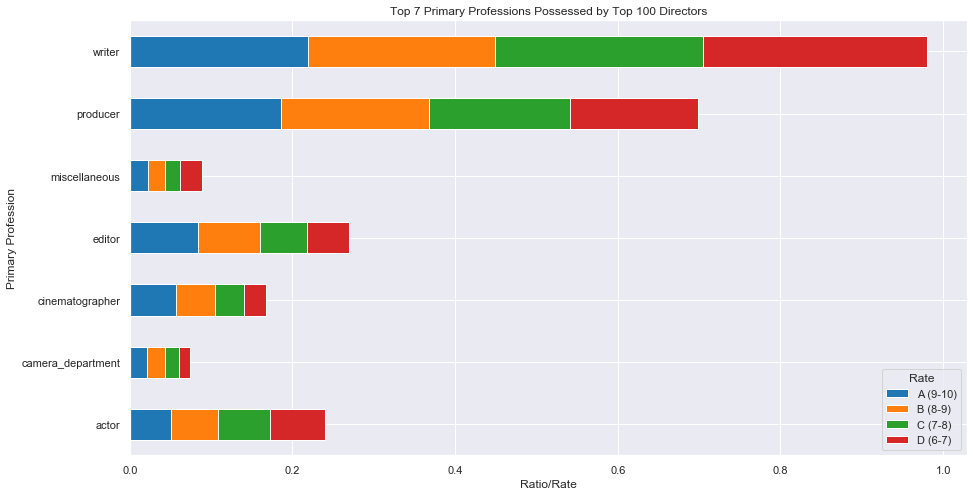 Top 7 Primary Professions Possessed by Top 100 Directors
writer
producer
miscellaneous
editor
cinematographer
camera_department
actor
Primary Profession
0.0 0.2 0.4 0.6 0.8 1.0
Ratio/Rate
Rate
A (9-10)
B (8-9)
C (7-8)
D (6-7)